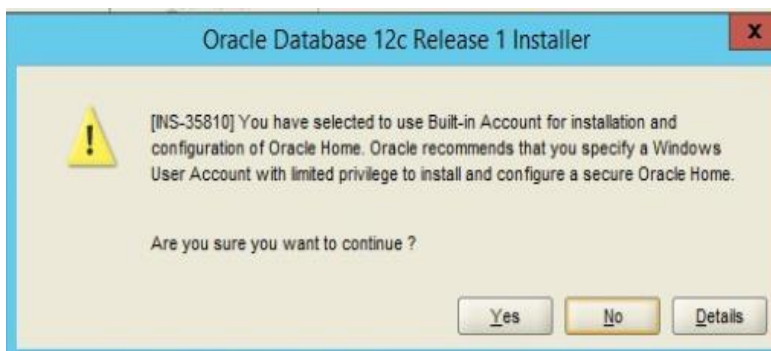 Oracle Database 12c Release 1 Installer
X
[INS-35810] You have selected to use Built-in Account for installation and
configuration of Oracle Home. Oracle recommends that you specify a Windows
User Account with limited privilege to install and configure a secure Oracle Home.
Are you sure you want to continue ?
Yes No Details